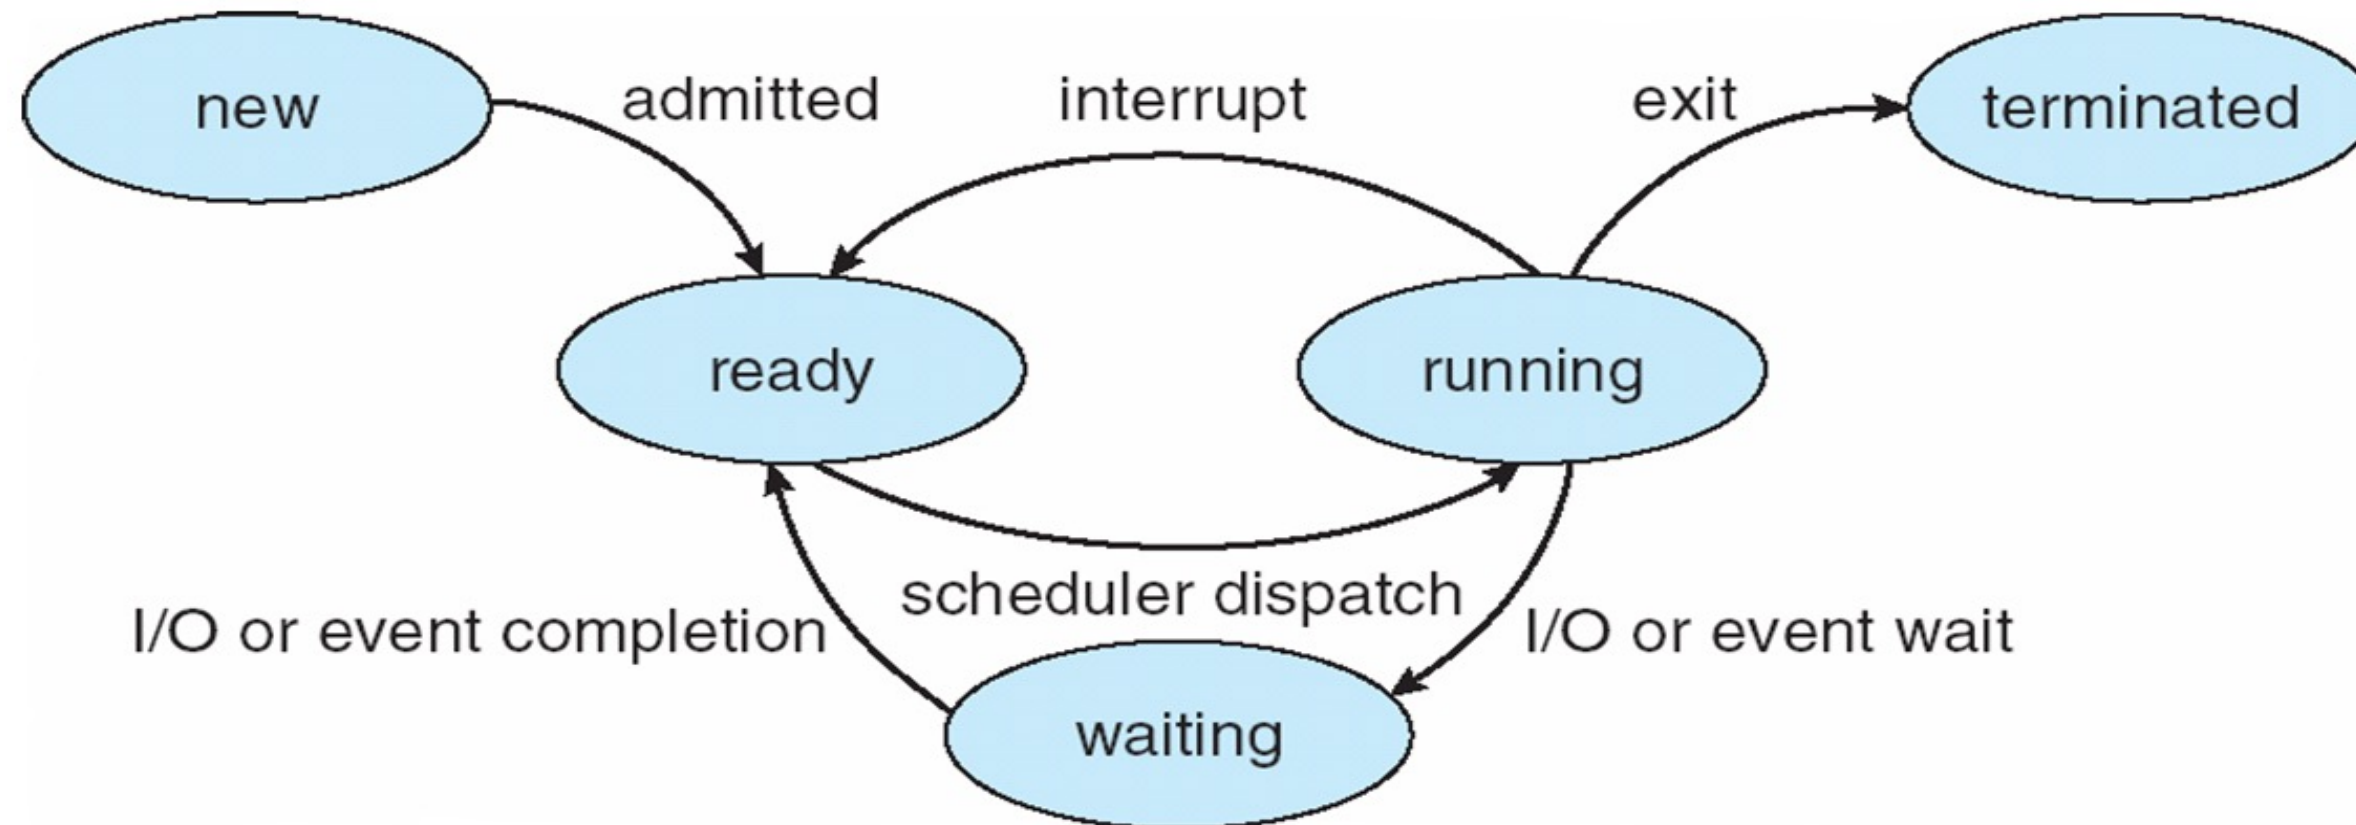 new
admitted
interrupt
exit
terminated
ready
running
scheduler dispatch
I/O or event completion
I/O or event wait
waiting